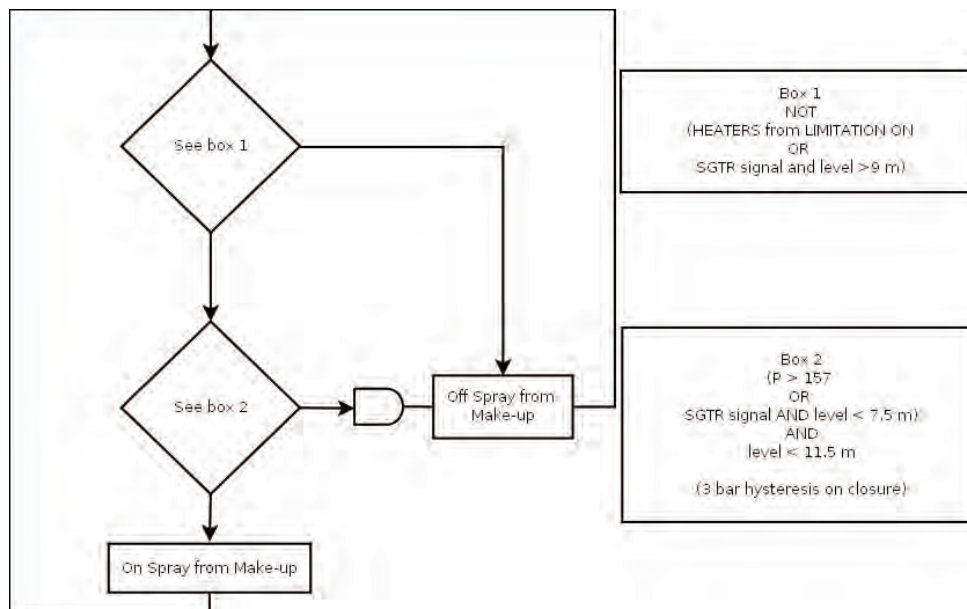 See box 1
Box 1
NOT
(HEATERS from LIMITATION ON
OR
SGTR signal and level >9 m)
See box 2
Off Spray from
Make-up
Box 2
(P > 157
OR
SGTR signal AND level < 7.5 m)
AND
level < 11.5 m
(3 bar hysteresis on closure)
On Spray from Make-up